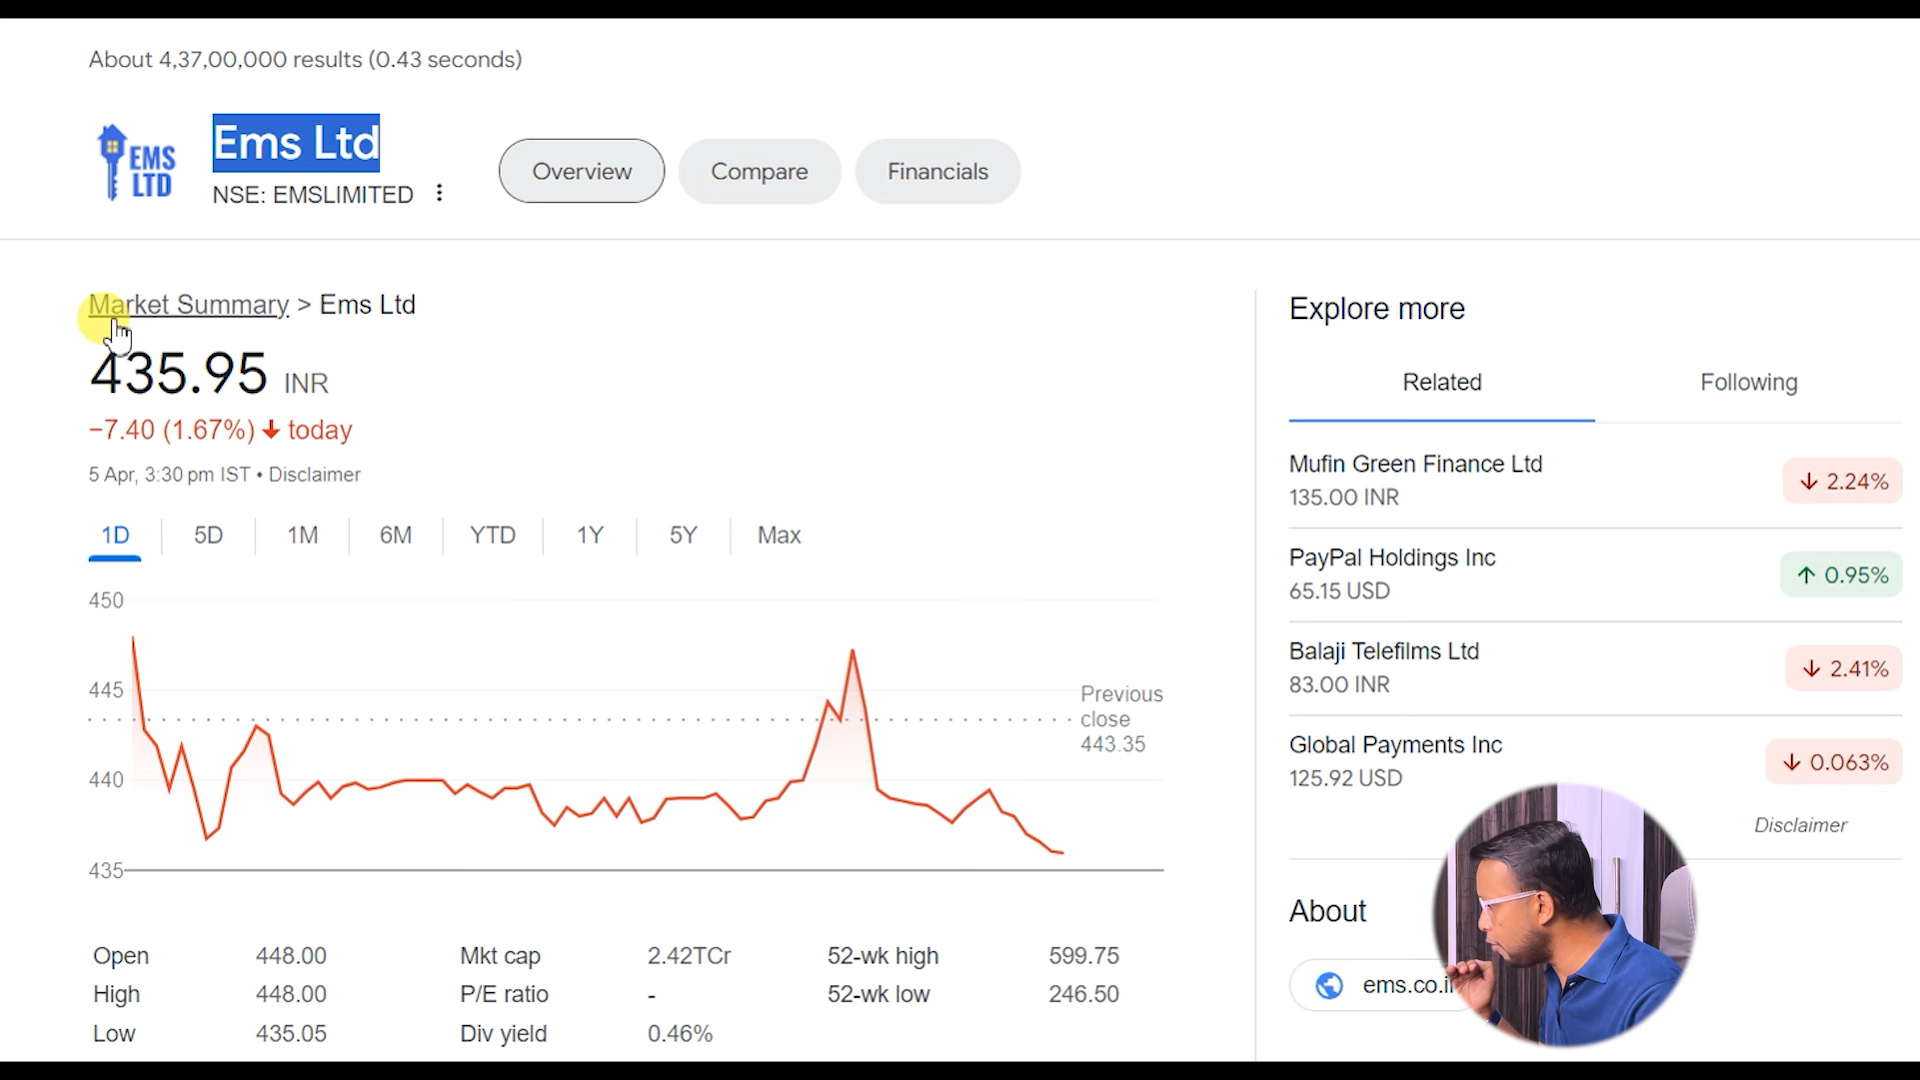 About 4,37,00,000 results (0.43 seconds)
EMS
LTD
Ems Ltd
NSE: EMSLIMITED
Overview
Compare
Financials
Market Summary > Ems Ltd
435.95 INR
−7.40 (1.67%) ↓ today
5 Apr, 3:30 pm IST • Disclaimer
1D 5D 1M 6M YTD 1Y 5Y Max
450
445
440
435
Previous
close
443.35
Open 448.00 Mkt cap 2.42TCr 52-wk high 599.75
High 448.00 P/E ratio - 52-wk low 246.50
Low 435.05 Div yield 0.46%
Explore more
Related Following
Mufin Green Finance Ltd
135.00 INR
↓ 2.24%
PayPal Holdings Inc
65.15 USD
↑ 0.95%
Balaji Telefilms Ltd
83.00 INR
↓ 2.41%
Global Payments Inc
125.92 USD
↓ 0.063%
Disclaimer
About